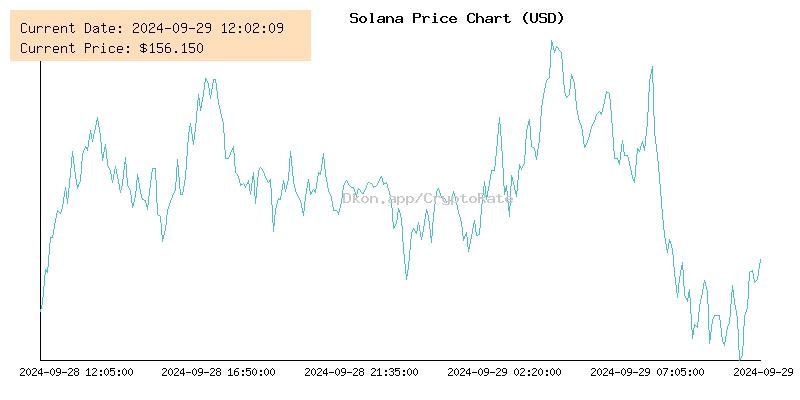 Solana Price Chart (USD)
Current Date: 2024-09-29 12:02:09
Current Price: $156.150
Dkon.app/CryptoKate
2024-09-28 12:05:00
2024-09-28 16:50:00
2024-09-28 21:35:00
2024-09-29 02:20:00
2024-09-29 07:05:00
2024-09-29